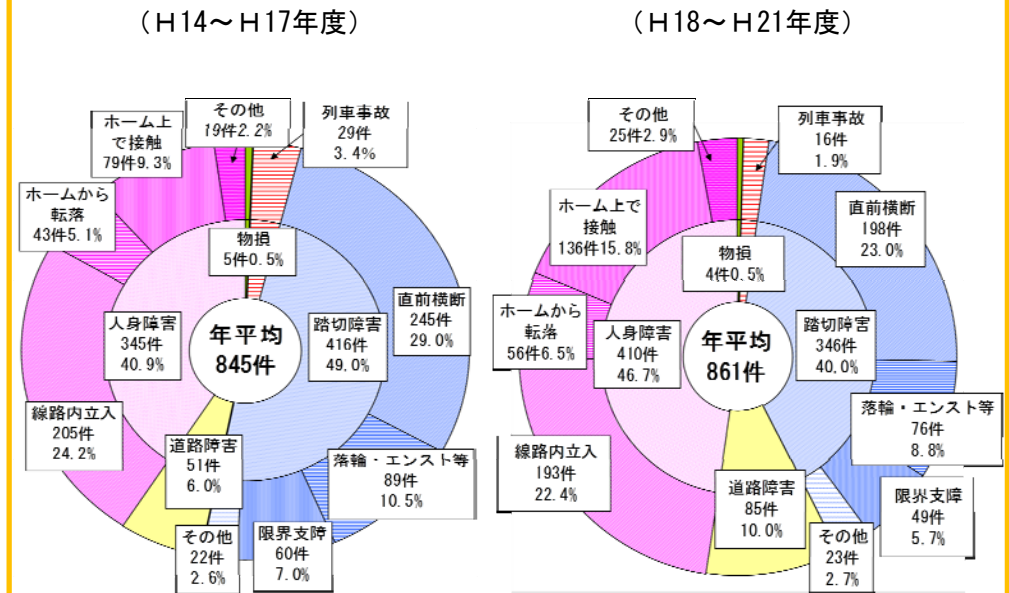 （H14～H17年度）
その他
19件2.2%
列車事故
29件
3.4%
ホーム上
で接触
79件9.3%
ホームから
転落
43件5.1%
物損
5件0.5%
直前横断
245件
29.0%
人身障害
345件
40.9%
年平均
845件
踏切障害
416件
49.0%
線路内立入
205件
24.2%
道路障害
51件
6.0%
落輪・エンスト等
89件
10.5%
その他
22件
2.6%
限界支障
60件
7.0%
（H18～H21年度）
その他
25件2.9%
列車事故
16件
1.9%
ホーム上で
接触
136件15.8%
直前横断
198件
23.0%
物損
4件0.5%
ホームから
転落
56件6.5%
人身障害
410件
46.7%
年平均
861件
踏切障害
346件
40.0%
落輪・エンスト等
76件
8.8%
線路内立入
193件
22.4%
道路障害
85件
10.0%
限界支障
49件
5.7%
その他
23件
2.7%